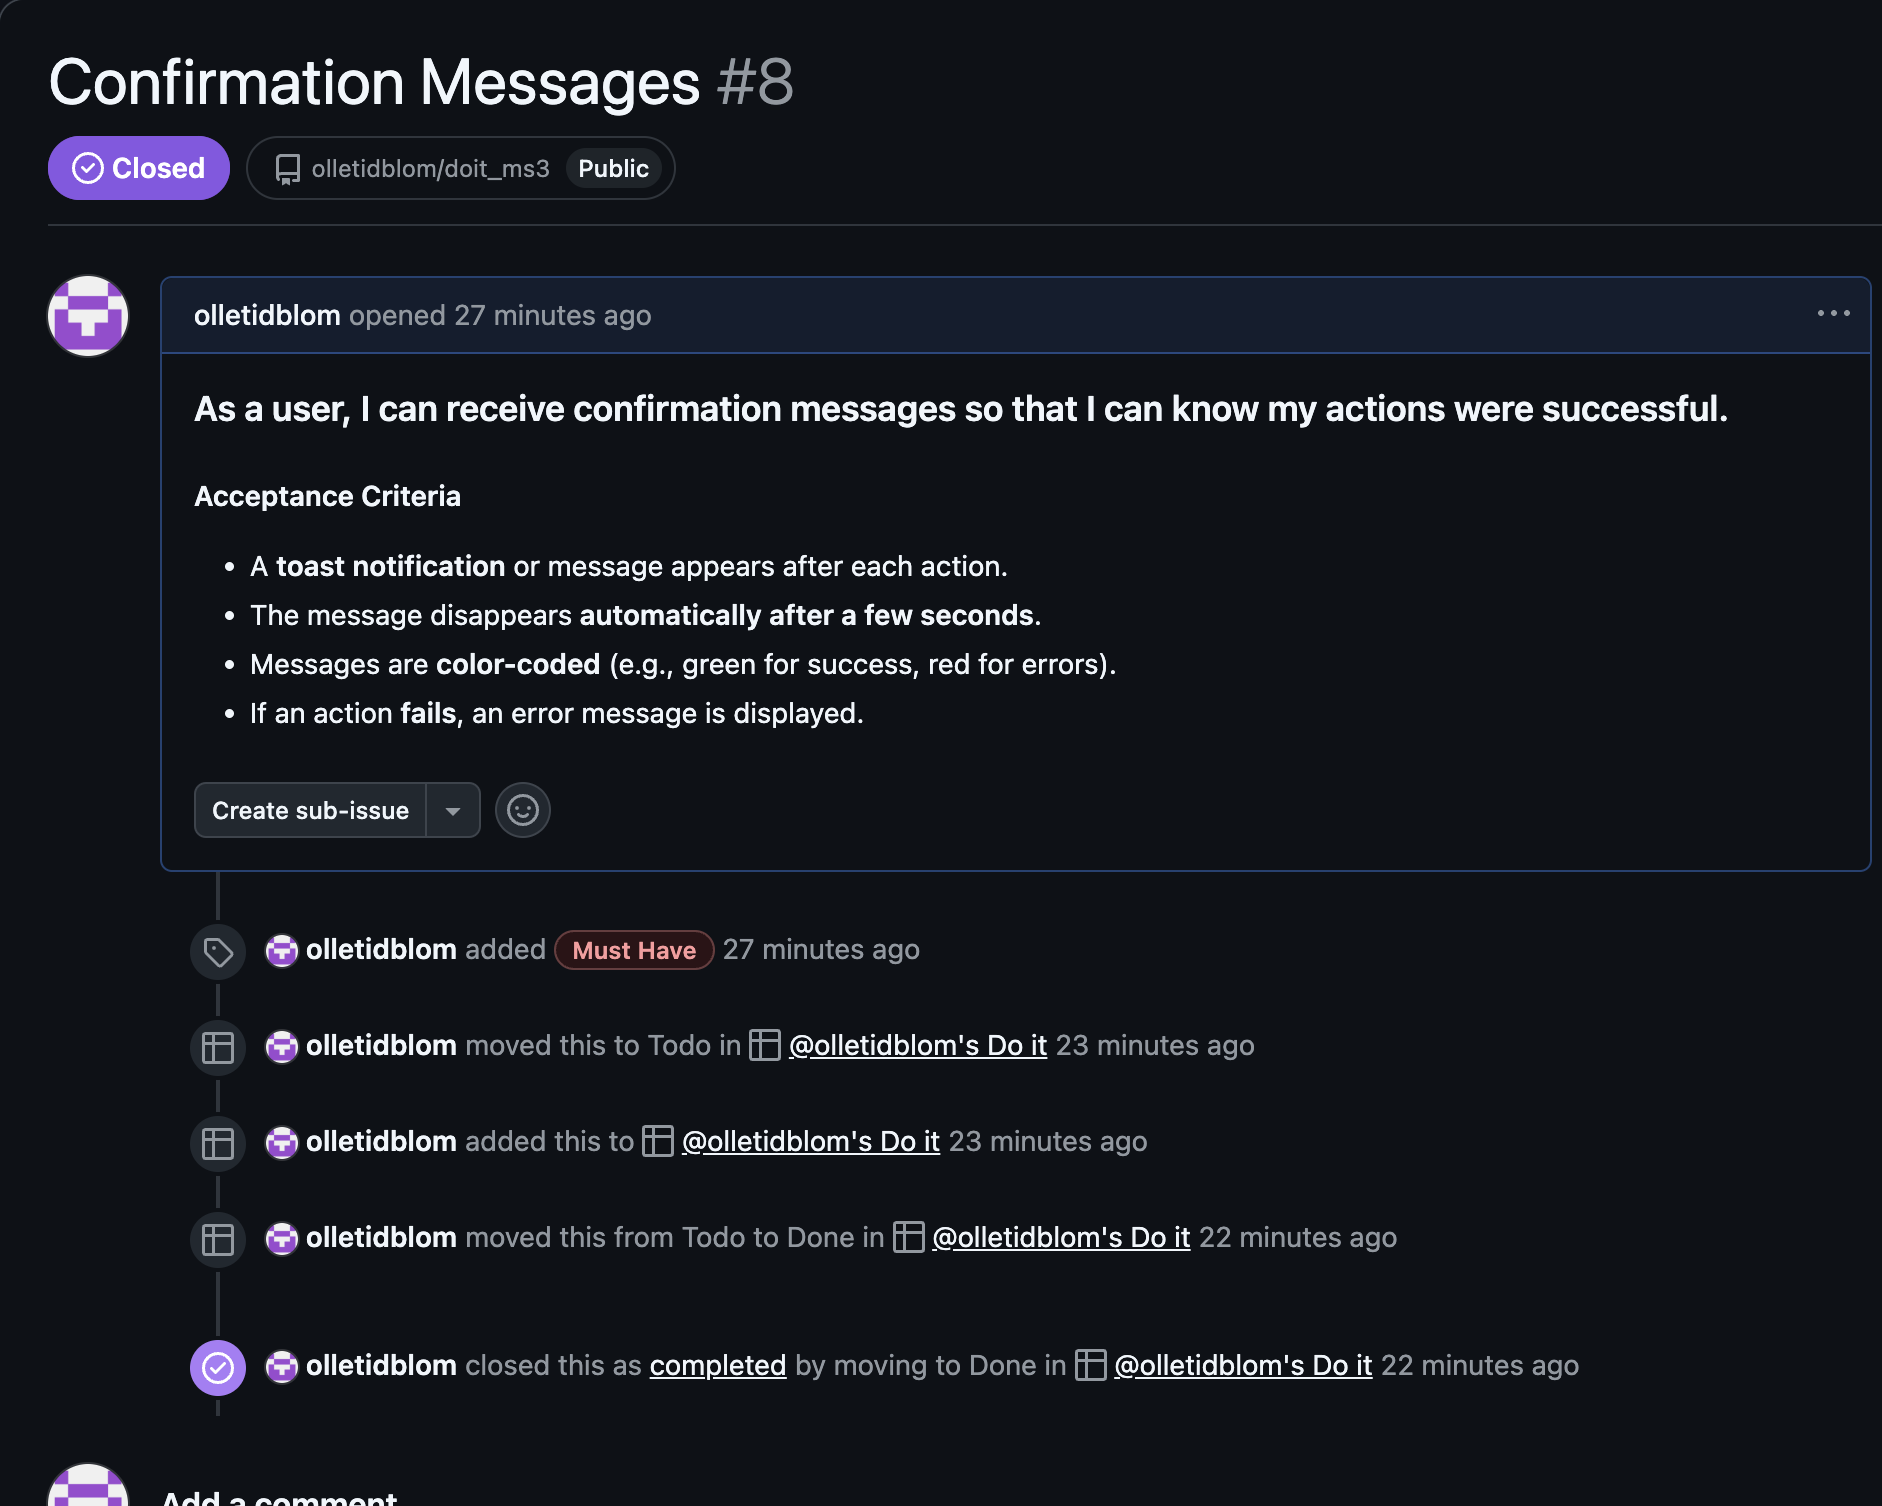 Confirmation Messages #8
Closed olletidblom/doit_ms3 Public
olletidblom opened 27 minutes ago
As a user, I can receive confirmation messages so that I can know my actions were successful.
Acceptance Criteria
• A toast notification or message appears after each action.
• The message disappears automatically after a few seconds.
• Messages are color-coded (e.g., green for success, red for errors).
• If an action fails, an error message is displayed.
Create sub-issue
olletidblom added Must Have 27 minutes ago
olletidblom moved this to Todo in @olletidblom's Do it 23 minutes ago
olletidblom added this to @olletidblom's Do it 23 minutes ago
olletidblom moved this from Todo to Done in @olletidblom's Do it 22 minutes ago
olletidblom closed this as completed by moving to Done in @olletidblom's Do it 22 minutes ago
Add a comment